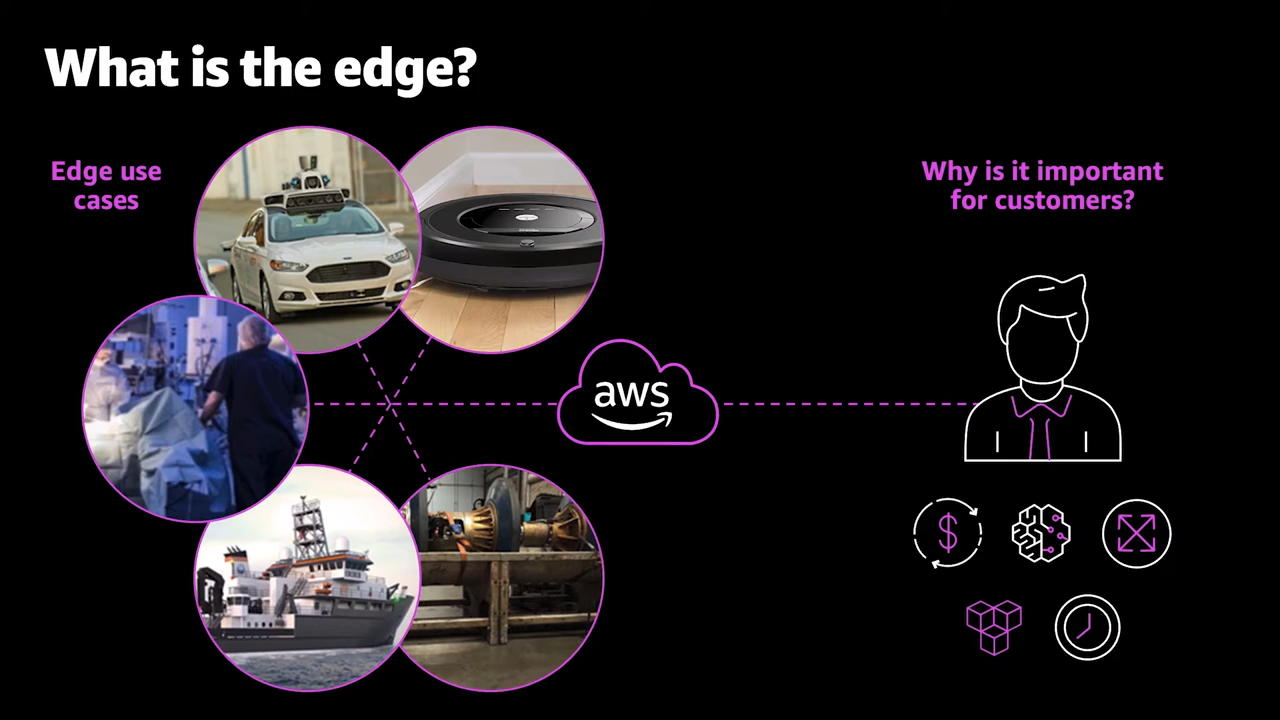 What is the edge?
Edge use
cases
Why is it important
for customers?
aws
$